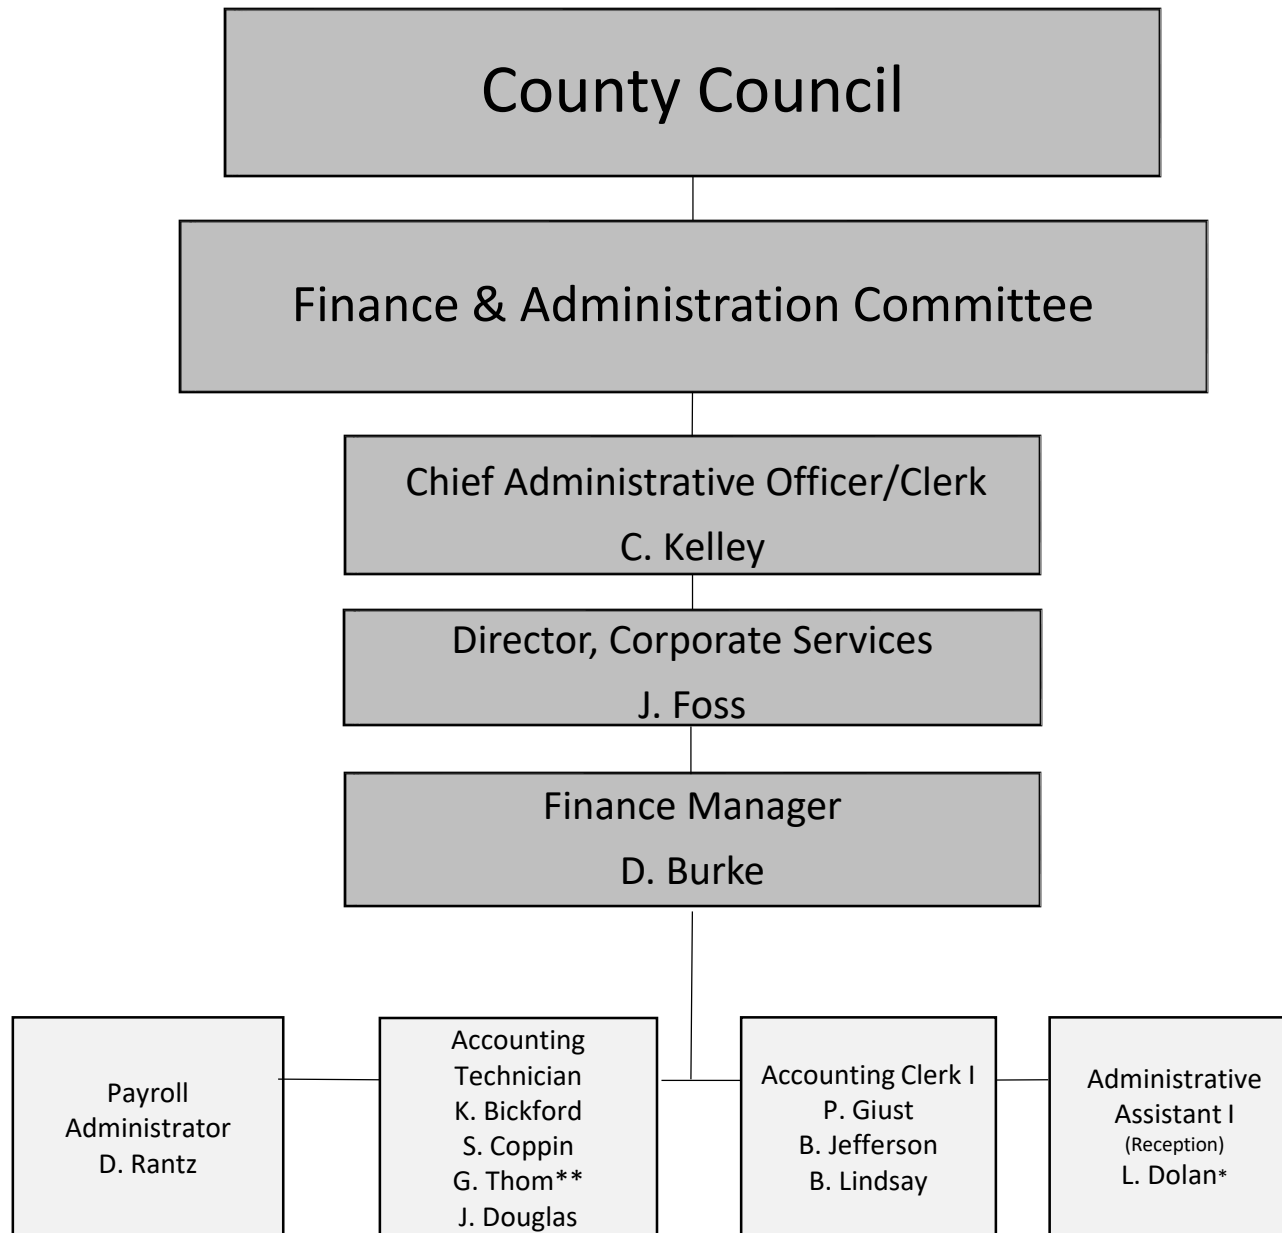 County Council
Finance & Administration Committee
Chief Administrative Officer/Clerk
C. Kelley
Director, Corporate Services
J. Foss
Finance Manager
D. Burke
Payroll
Administrator
D. Rantz
Accounting
Technician
K. Bickford
S. Coppin
G. Thom**
J. Douglas
Accounting Clerk I
P. Giust
B. Jefferson
B. Lindsay
Administrative
Assistant I
(Reception)
L. Dolan*